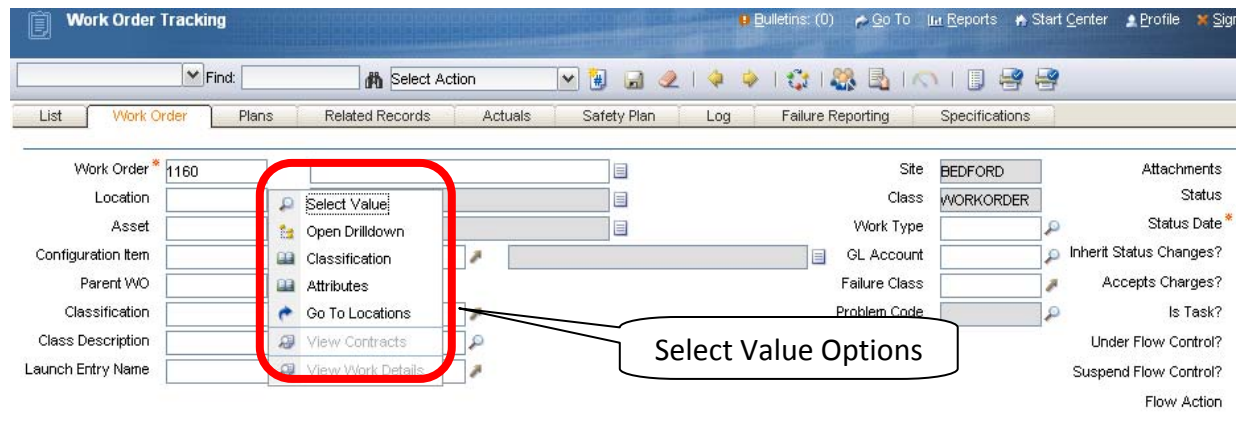 Work Order Tracking Bulletins: (0) Go To Reports Start Center Profile Sign
Find: Select Action
List Work Order Plans Related Records Actuals Safety Plan Log Failure Reporting Specifications
Work Order * 1160 Site BEDFORD Attachments
Location Select Value Class WORKORDER Status
Asset Open Drilldown Work Type Status Date *
Configuration Item Classification GL Account Inherit Status Changes?
Parent WO Attributes Failure Class Accepts Charges?
Classification Go To Locations Problem Code Is Task?
Class Description View Contracts Select Value Options Under Flow Control?
Launch Entry Name View Work Details Suspend Flow Control?
Flow Action